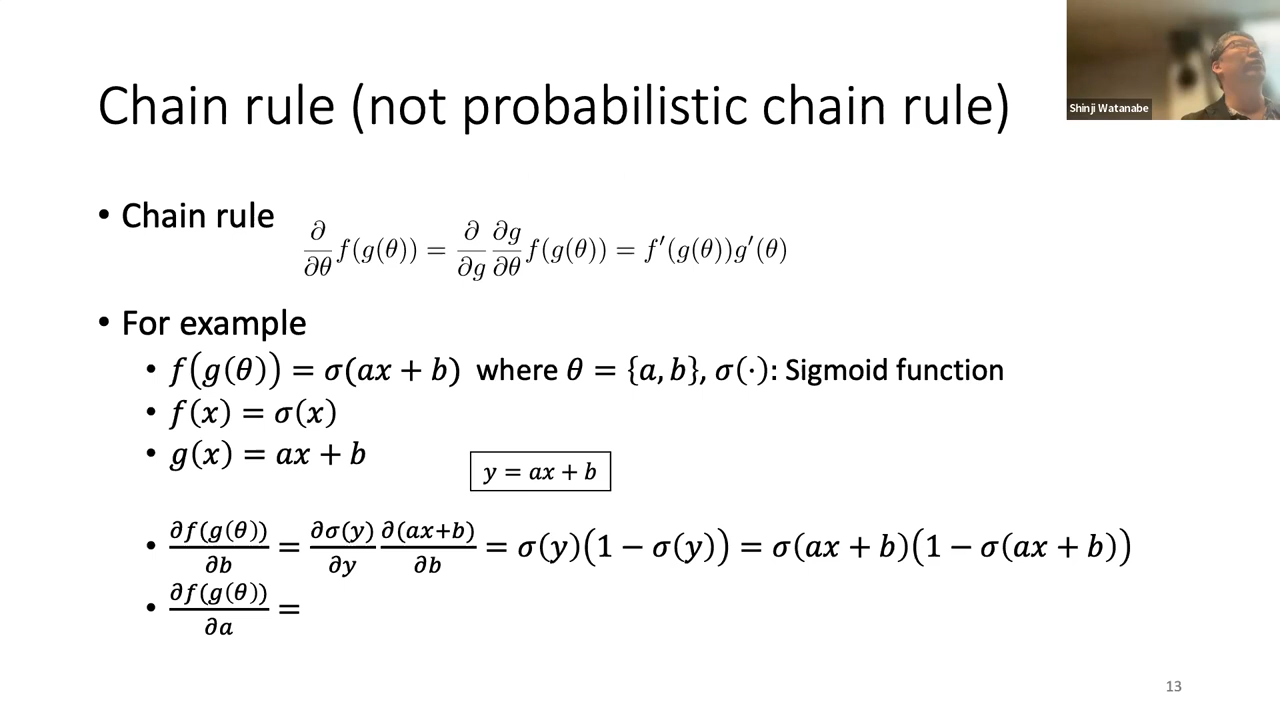 Shinji Watanabe
Chain rule (not probabilistic chain rule)
• Chain rule
∂/∂θ f(g(θ)) = ∂/∂g ∂g/∂θ f(g(θ)) = f′(g(θ))g′(θ)
• For example
• f(g(θ)) = σ(ax + b) where θ = {a, b}, σ(·): Sigmoid function
• f(x) = σ(x)
• g(x) = ax + b
y = ax + b
• ∂f(g(θ))/∂b = ∂σ(y)/∂y ∂(ax+b)/∂b = σ(y)(1 − σ(y)) = σ(ax + b)(1 − σ(ax + b))
• ∂f(g(θ))/∂a =
13